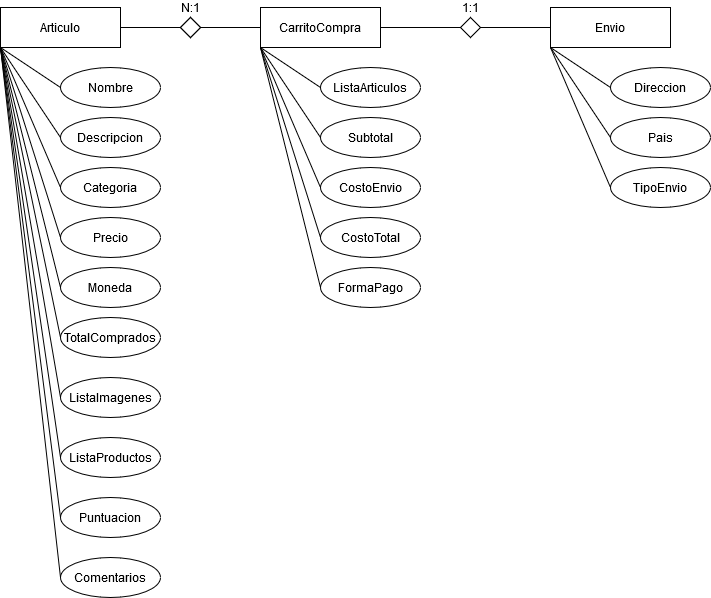 N:1
1:1
Articulo
CarritoCompra
Envio
Nombre
Descripcion
Categoria
Precio
Moneda
TotalComprados
ListaImagenes
ListaProductos
Puntuacion
Comentarios
ListaArticulos
Subtotal
CostoEnvio
CostoTotal
FormaPago
Direccion
Pais
TipoEnvio